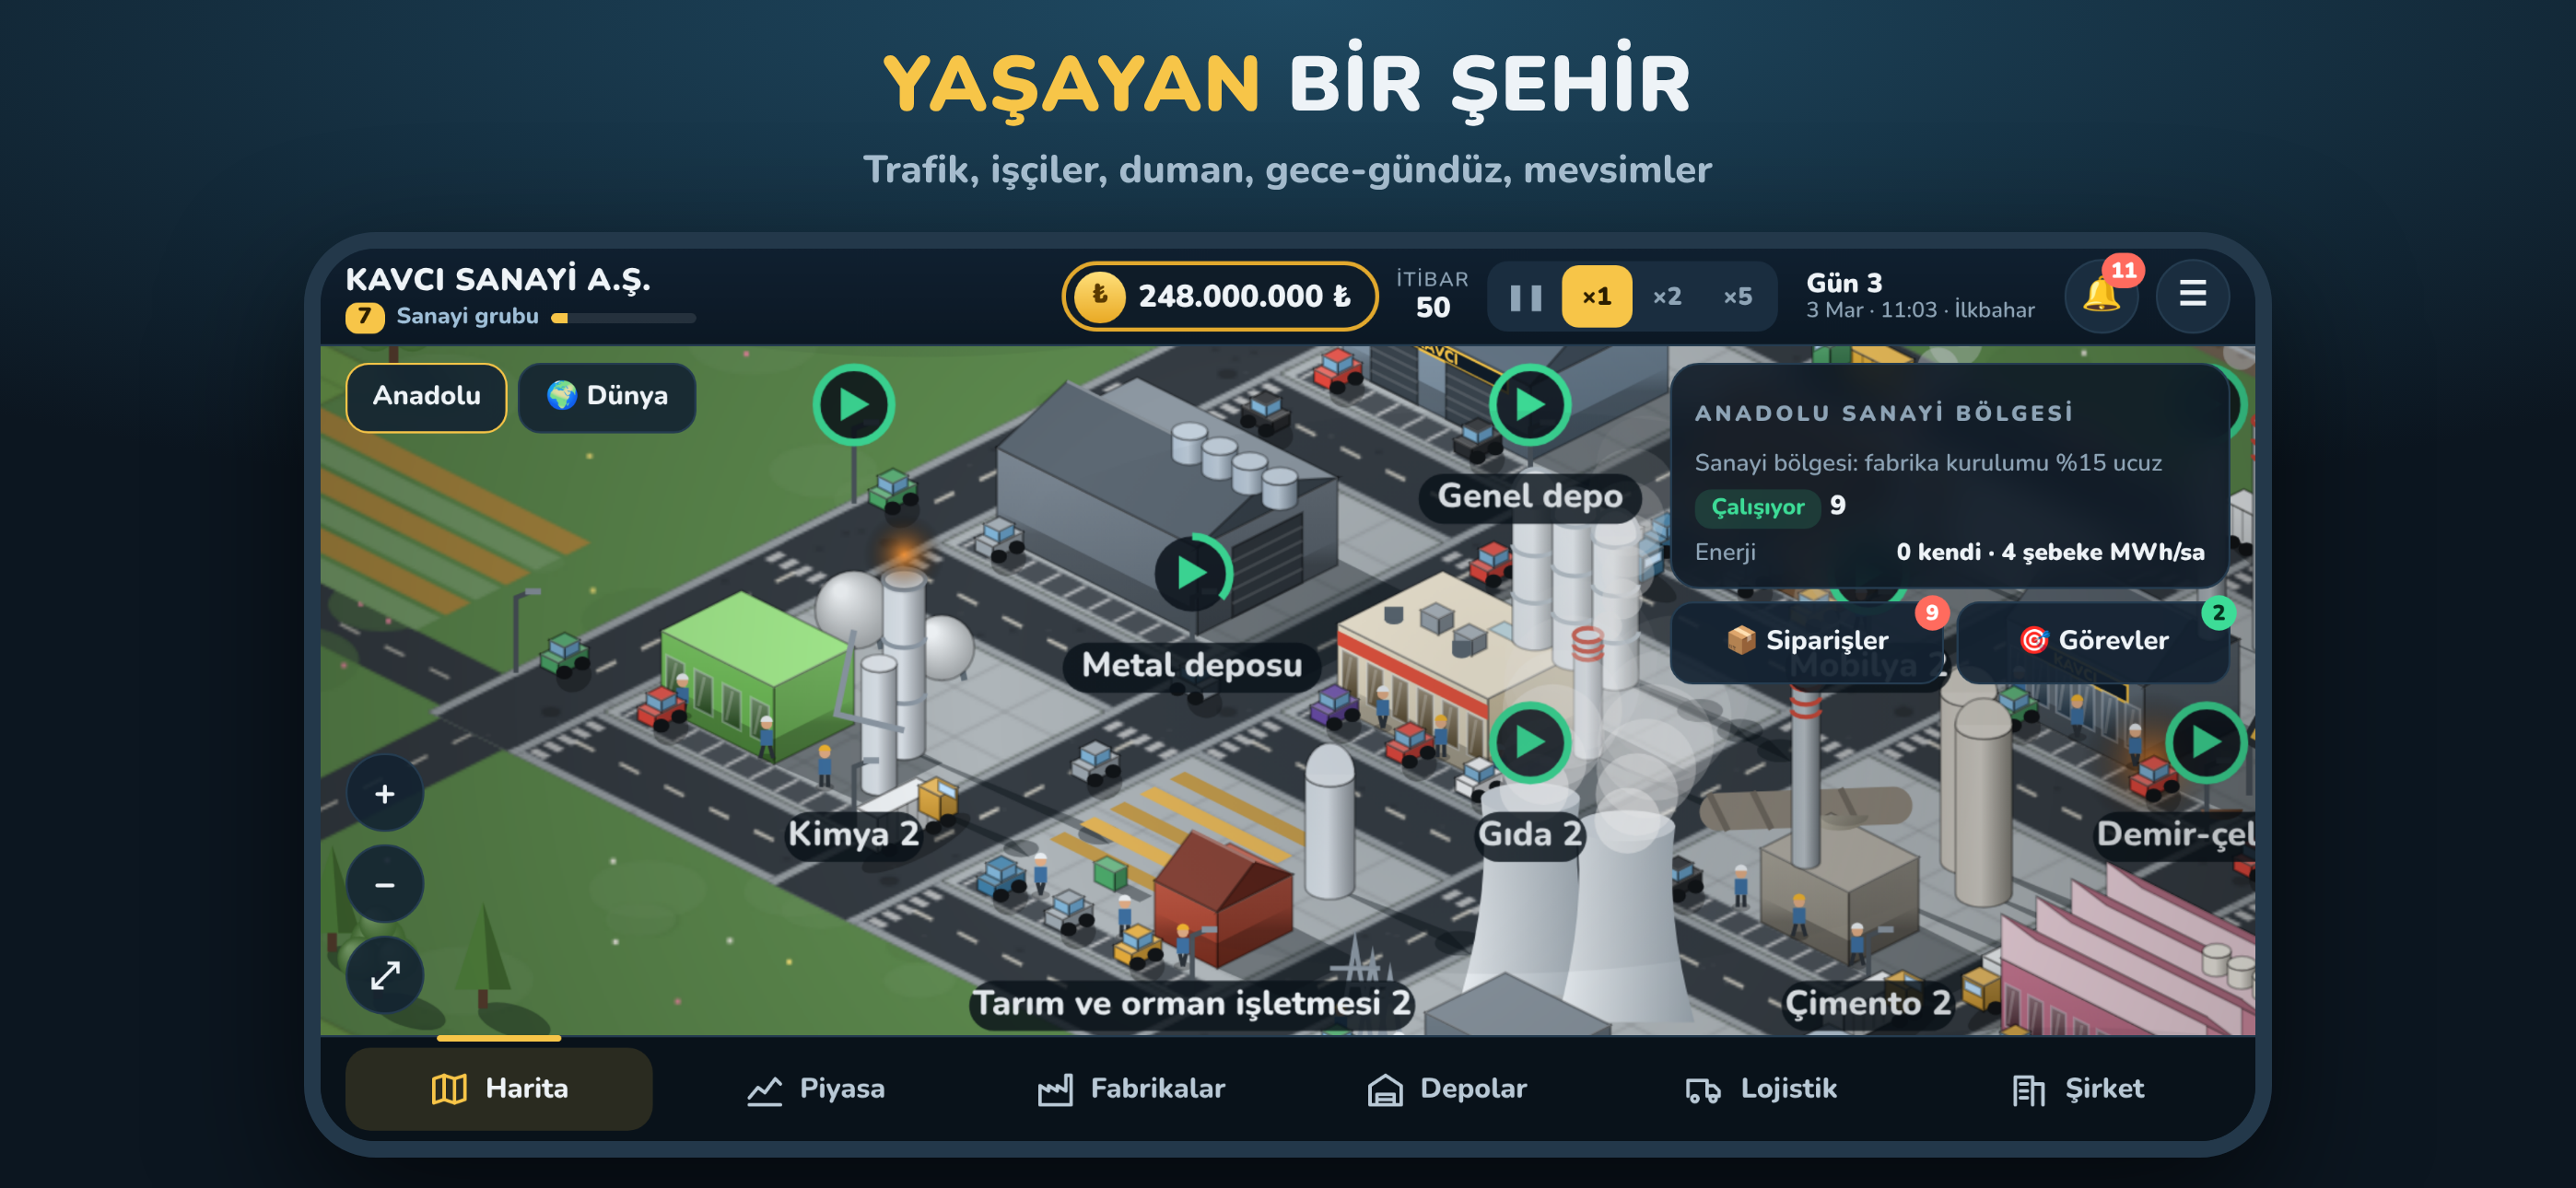 YAŞAYAN BİR ŞEHİR
Trafik, işçiler, duman, gece-gündüz, mevsimler
KAVCI SANAYİ A.Ş.
7 Sanayi grubu
₺ 248.000.000 ₺
İTİBAR
50
×1 ×2 ×5
Gün 3
3 Mar · 11:03 · İlkbahar
11
Anadolu
Dünya
KAVCI
ANADOLU SANAYİ BÖLGESİ
Sanayi bölgesi: fabrika kurulumu %15 ucuz
Çalışıyor 9
Enerji 0 kendi · 4 şebeke MWh/sa
Siparişler 9
Görevler 2
Genel depo
Metal deposu
Mobilya 2
KAVCI
Kimya 2
Gıda 2
Demir-çel
Tarım ve orman işletmesi 2
Çimento 2
Harita
Piyasa
Fabrikalar
Depolar
Lojistik
Şirket